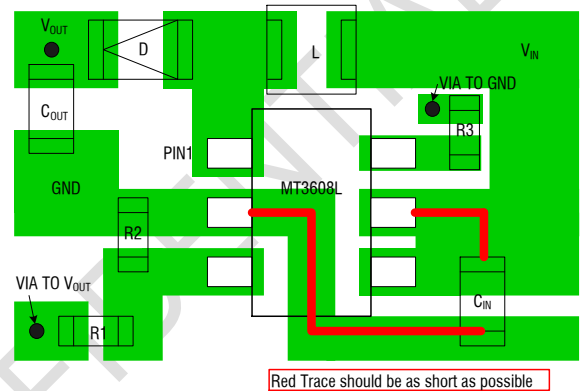 VOUT
D
L
VIN
COUT
VIA TO GND
R3
PIN1
GND
MT3608L
R2
VIA TO VOUT
CIN
R1
Red Trace should be as short as possible